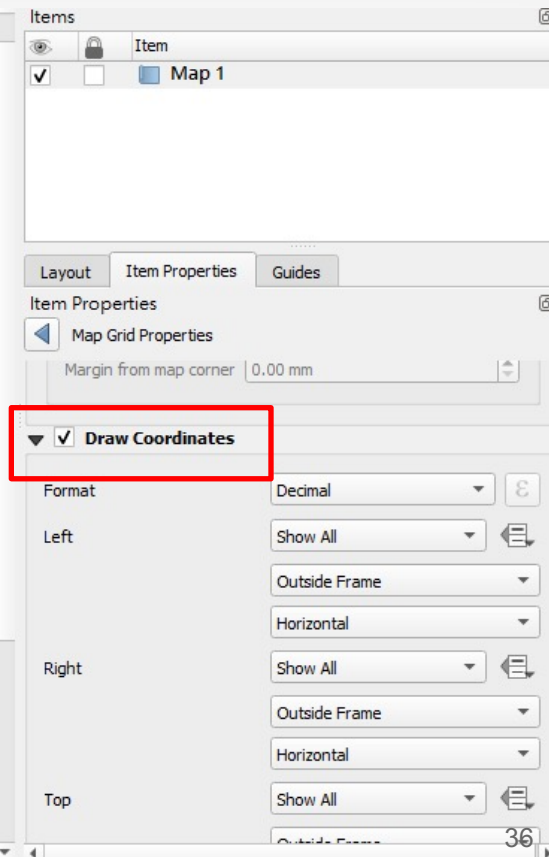 Items
Item
Map 1
Layout Item Properties Guides
Item Properties
Map Grid Properties
Margin from map corner 0.00 mm
Draw Coordinates
Format Decimal ε
Left Show All
Outside Frame
Horizontal
Right Show All
Outside Frame
Horizontal
Top Show All
Outside Frame
36